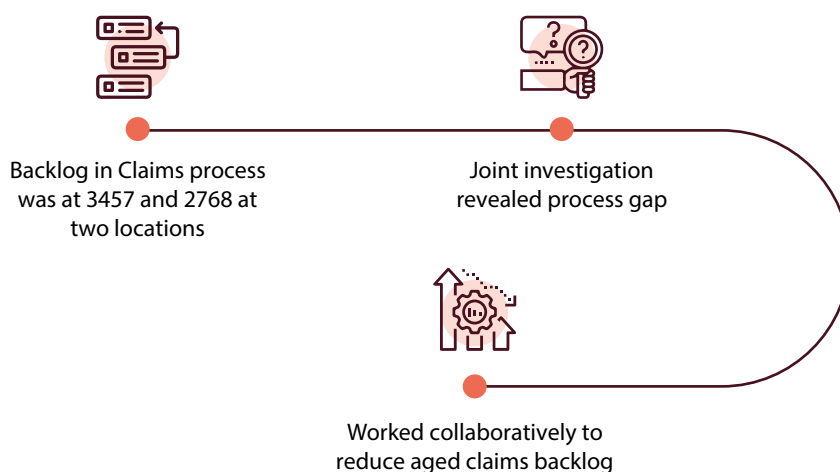 Backlog in Claims process
was at 3457 and 2768 at
two locations
Joint investigation
revealed process gap
Worked collaboratively to
reduce aged claims backlog